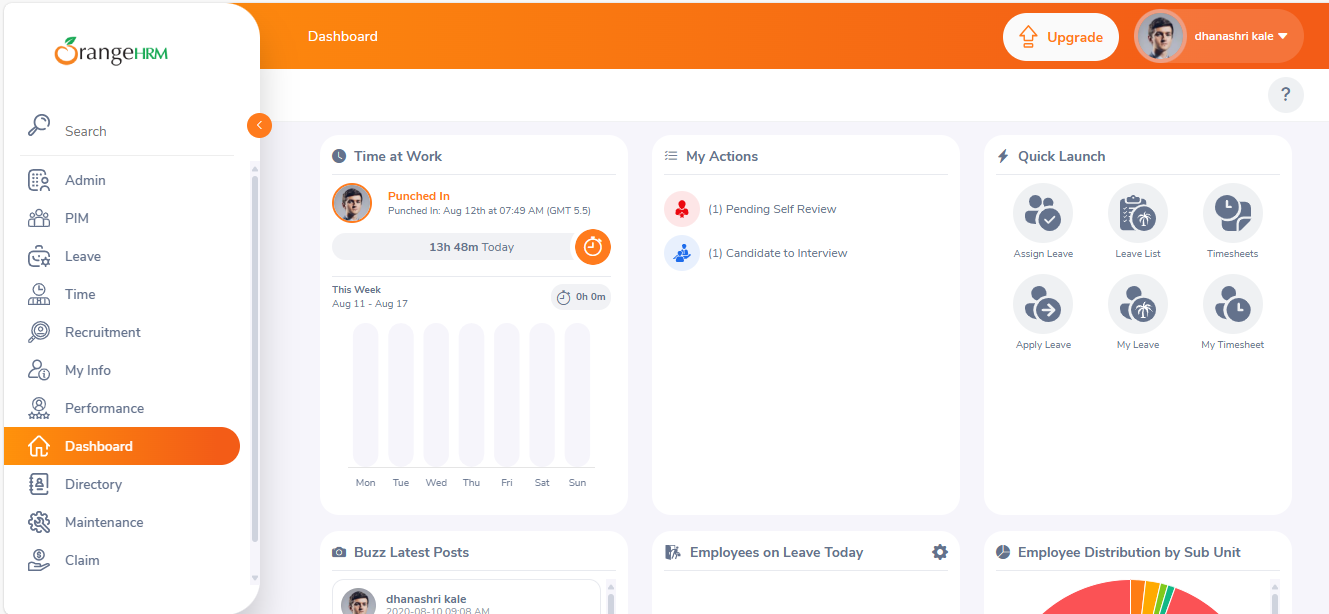 OrangeHRM
Dashboard
Upgrade
dhanashri kale
?
Search
Admin
PIM
Leave
Time
Recruitment
My Info
Performance
Dashboard
Directory
Maintenance
Claim
Time at Work
Punched In
Punched In: Aug 12th at 07:49 AM (GMT 5.5)
13h 48m Today
This Week
Aug 11 - Aug 17
0h 0m
Mon Tue Wed Thu Fri Sat Sun
My Actions
(1) Pending Self Review
(1) Candidate to Interview
Quick Launch
Assign Leave Leave List Timesheets
Apply Leave My Leave My Timesheet
Buzz Latest Posts
dhanashri kale
2020-08-10 09:08 AM
Employees on Leave Today
Employee Distribution by Sub Unit